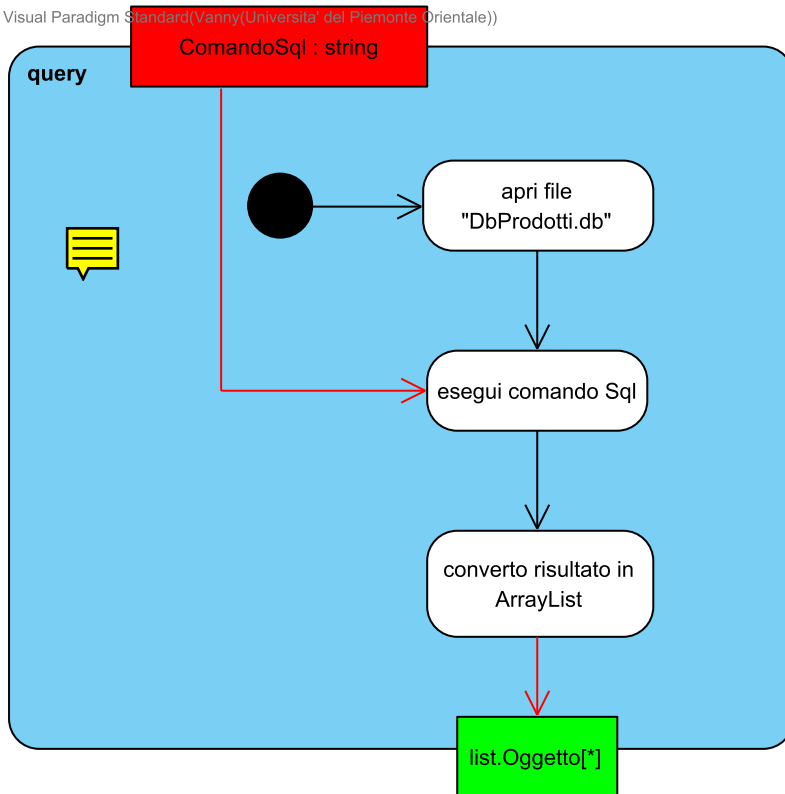 Visual Paradigm Standard(Vanny(Universita' del Piemonte Orientale))
ComandoSql : string
query
apri file
"DbProdotti.db"
esegui comando Sql
converto risultato in
ArrayList
list.Oggetto[*]